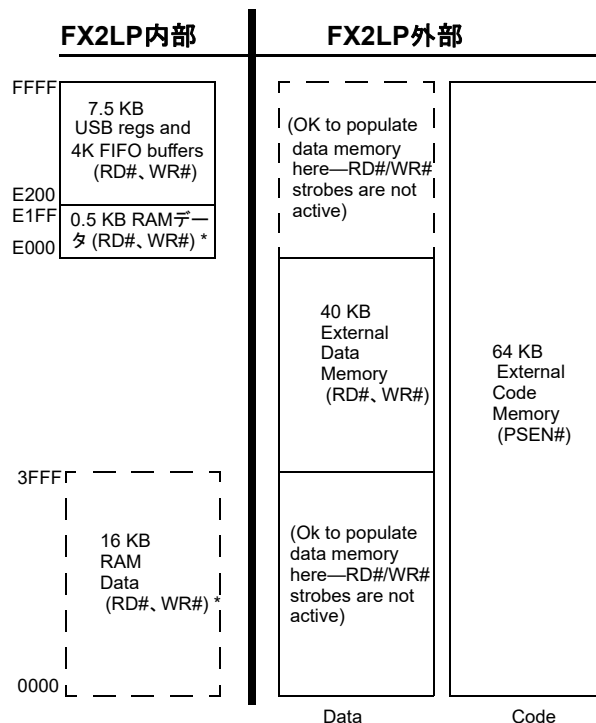 FX2LP内部
FX2LP外部
FFFF
7.5 KB
USB regs and
4K FIFO buffers
(RD#、WR#)
E200
E1FF
0.5 KB RAMデー
タ (RD#、WR#) *
E000
(OK to populate
data memory
here—RD#/WR#
strobes are not
active)
40 KB
External
Data
Memory
(RD#、WR#)
64 KB
External
Code
Memory
(PSEN#)
3FFF
16 KB
RAM
Data
(RD#、WR#) *
(Ok to populate
data memory
here—RD#/WR#
strobes are not
active)
0000
Data
Code